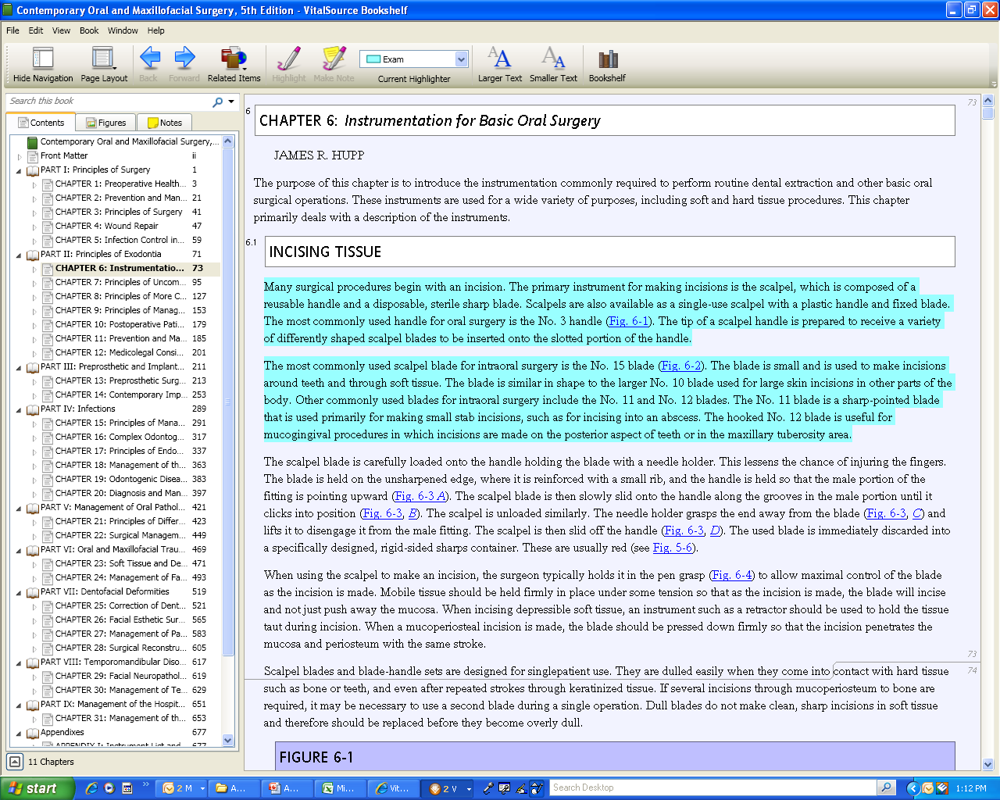 Contemporary Oral and Maxillofacial Surgery, 5th Edition - VitalSource Bookshelf
File Edit View Book Window Help
Hide Navigation Page Layout Back Forward Related Items Highlight Make Note Exam Current Highlighter Larger Text Smaller Text Bookshelf
Search this book
Contents Figures Notes
Contemporary Oral and Maxillofacial Surgery,...
Front Matter ii
PART I: Principles of Surgery 1
CHAPTER 1: Preoperative Health... 3
CHAPTER 2: Prevention and Man... 21
CHAPTER 3: Principles of Surgery 41
CHAPTER 4: Wound Repair 47
CHAPTER 5: Infection Control in... 59
PART II: Principles of Exodontia 71
CHAPTER 6: Instrumentatio... 73
CHAPTER 7: Principles of Uncom... 95
CHAPTER 8: Principles of More C... 127
CHAPTER 9: Principles of Manag... 153
CHAPTER 10: Postoperative Pati... 179
CHAPTER 11: Prevention and Ma... 185
CHAPTER 12: Medicolegal Consi... 201
PART III: Preprosthetic and Implant... 211
CHAPTER 13: Preprosthetic Surg... 213
CHAPTER 14: Contemporary Imp... 253
PART IV: Infections 289
CHAPTER 15: Principles of Mana... 291
CHAPTER 16: Complex Odontog... 317
CHAPTER 17: Principles of Endo... 337
CHAPTER 18: Management of th... 363
CHAPTER 19: Odontogenic Disea... 383
CHAPTER 20: Diagnosis and Man... 397
PART V: Management of Oral Pathol... 421
CHAPTER 21: Principles of Differ... 423
CHAPTER 22: Surgical Managem... 449
PART VI: Oral and Maxillofacial Trau... 469
CHAPTER 23: Soft Tissue and De... 471
CHAPTER 24: Management of Fac... 493
PART VII: Dentofacial Deformities 519
CHAPTER 25: Correction of Dent... 521
CHAPTER 26: Facial Esthetic Sur... 565
CHAPTER 27: Management of Pa... 583
CHAPTER 28: Surgical Reconstru... 605
PART VIII: Temporomandibular Diso... 617
CHAPTER 29: Facial Neuropathol... 619
CHAPTER 30: Management of Te... 629
PART IX: Management of the Hospit... 651
CHAPTER 31: Management of th... 653
Appendixes 677
APPENDIX I: Instrument List and 677
11 Chapters
73
6 CHAPTER 6: Instrumentation for Basic Oral Surgery
JAMES R. HUPP
The purpose of this chapter is to introduce the instrumentation commonly required to perform routine dental extraction and other basic oral
surgical operations. These instruments are used for a wide variety of purposes, including soft and hard tissue procedures. This chapter
primarily deals with a description of the instruments.
6.1 INCISING TISSUE
Many surgical procedures begin with an incision. The primary instrument for making incisions is the scalpel, which is composed of a
reusable handle and a disposable, sterile sharp blade. Scalpels are also available as a single-use scalpel with a plastic handle and fixed blade.
The most commonly used handle for oral surgery is the No. 3 handle (Fig. 6-1). The tip of a scalpel handle is prepared to receive a variety
of differently shaped scalpel blades to be inserted onto the slotted portion of the handle.
The most commonly used scalpel blade for intraoral surgery is the No. 15 blade (Fig. 6-2). The blade is small and is used to make incisions
around teeth and through soft tissue. The blade is similar in shape to the larger No. 10 blade used for large skin incisions in other parts of the
body. Other commonly used blades for intraoral surgery include the No. 11 and No. 12 blades. The No. 11 blade is a sharp-pointed blade
that is used primarily for making small stab incisions, such as for incising into an abscess. The hooked No. 12 blade is useful for
mucogingival procedures in which incisions are made on the posterior aspect of teeth or in the maxillary tuberosity area.
The scalpel blade is carefully loaded onto the handle holding the blade with a needle holder. This lessens the chance of injuring the fingers.
The blade is held on the unsharpened edge, where it is reinforced with a small rib, and the handle is held so that the male portion of the
fitting is pointing upward (Fig. 6-3 A). The scalpel blade is then slowly slid onto the handle along the grooves in the male portion until it
clicks into position (Fig. 6-3, B). The scalpel is unloaded similarly. The needle holder grasps the end away from the blade (Fig. 6-3, C) and
lifts it to disengage it from the male fitting. The scalpel is then slid off the handle (Fig. 6-3, D). The used blade is immediately discarded into
a specifically designed, rigid-sided sharps container. These are usually red (see Fig. 5-6).
When using the scalpel to make an incision, the surgeon typically holds it in the pen grasp (Fig. 6-4) to allow maximal control of the blade
as the incision is made. Mobile tissue should be held firmly in place under some tension so that as the incision is made, the blade will incise
and not just push away the mucosa. When incising depressible soft tissue, an instrument such as a retractor should be used to hold the tissue
taut during incision. When a mucoperiosteal incision is made, the blade should be pressed down firmly so that the incision penetrates the
mucosa and periosteum with the same stroke.
73
Scalpel blades and blade-handle sets are designed for singlepatient use. They are dulled easily when they come into contact with hard tissue 74
such as bone or teeth, and even after repeated strokes through keratinized tissue. If several incisions through mucoperiosteum to bone are
required, it may be necessary to use a second blade during a single operation. Dull blades do not make clean, sharp incisions in soft tissue
and therefore should be replaced before they become overly dull.
FIGURE 6-1
start 2 M A... A... Mi... Vit... 2 V Search Desktop 1:12 PM